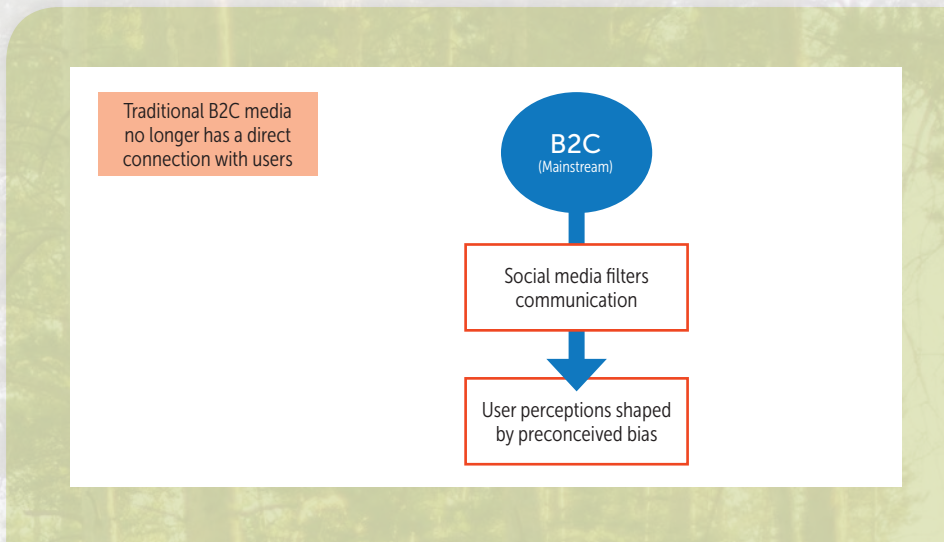 Traditional B2C media
no longer has a direct
connection with users
B2C
(Mainstream)
Social media filters
communication
User perceptions shaped
by preconceived bias